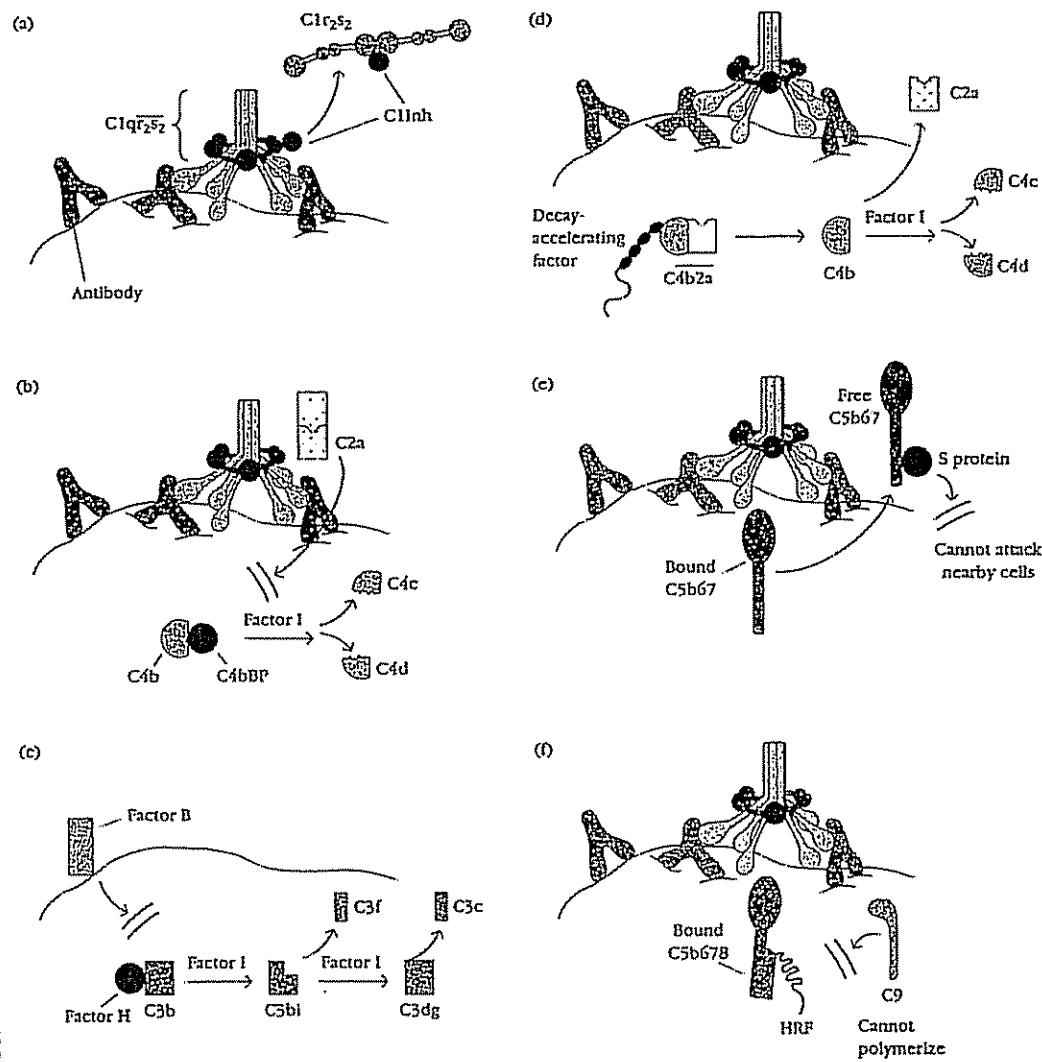 (a)
C1r₂s₂
C1qr₂s₂
C1Inh
Antibody
(b)
C2a
C4c
Factor I
C4b
C4bBP
C4d
(c)
Factor B
C3f
C3c
Factor I
Factor I
Factor H
C3b
C3bi
C3dg
(d)
C2a
Decay-
accelerating
factor
C4b2a
C4b
Factor I
C4c
C4d
(e)
Free
C5b67
S protein
Bound
C5b67
Cannot attack
nearby cells
(f)
Bound
C5b678
HRF
C9
Cannot
polymerize